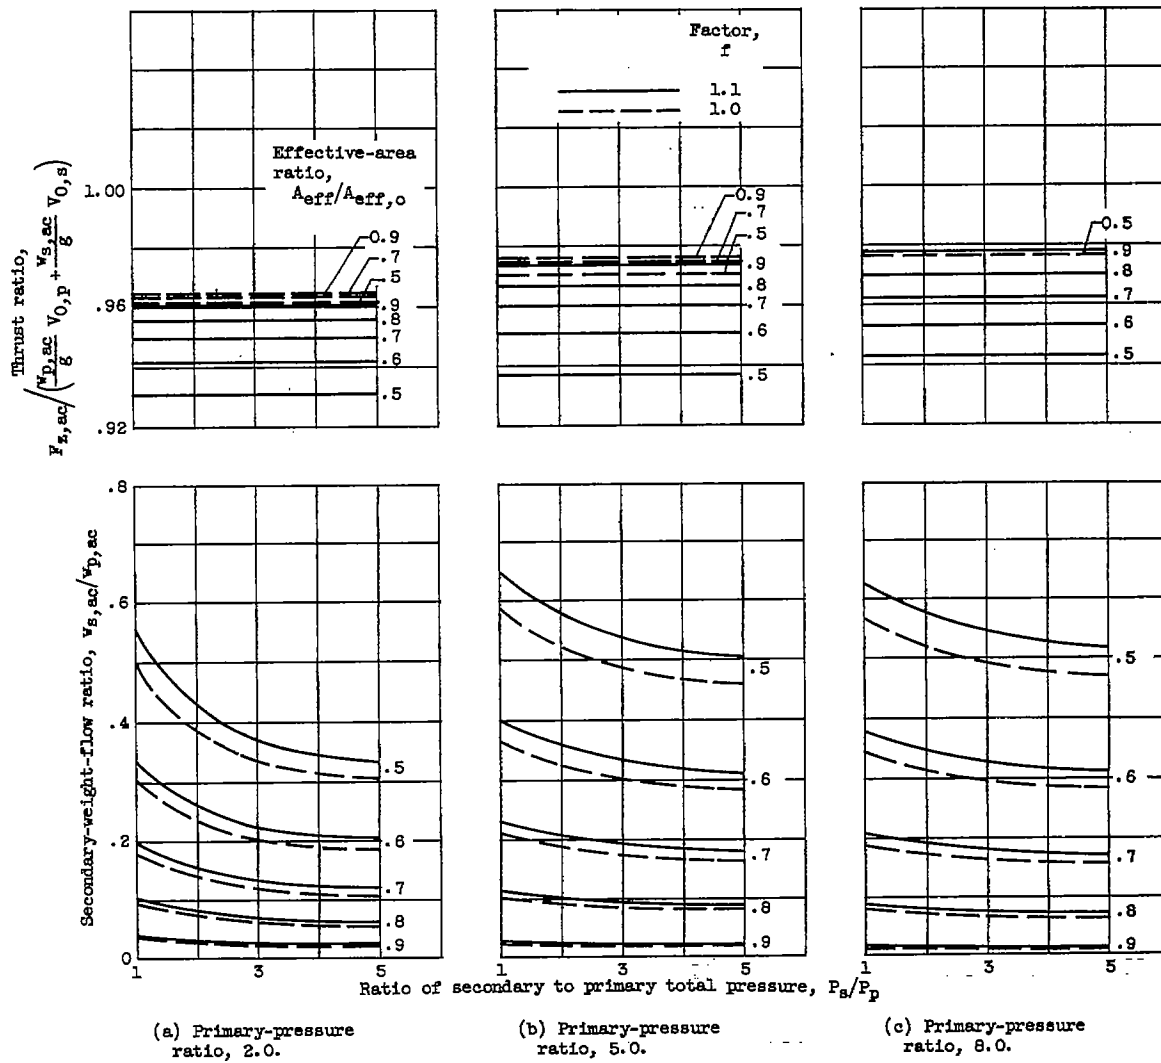 Factor,
f
1.1
1.0
Effective-area
ratio,
A_eff/A_eff,o
Thrust ratio,
F_z,ac/(w_p,ac/g V_0,p + w_s,ac/g V_0,s)
1.00
.96
.92
0.9
.7
.5
.9
.8
.7
.6
.5
0.9
.7
.5
.9
.8
.7
.6
.5
0.5
.9
.8
.7
.6
.5
Secondary-weight-flow ratio, w_s,ac/w_p,ac
.8
.6
.4
.2
0
.5
.6
.7
.8
.9
.5
.6
.7
.8
.9
.5
.6
.7
.8
.9
1 3 5
1 3 5
1 3 5
Ratio of secondary to primary total pressure, P_s/P_p
(a) Primary-pressure
ratio, 2.0.
(b) Primary-pressure
ratio, 5.0.
(c) Primary-pressure
ratio, 8.0.